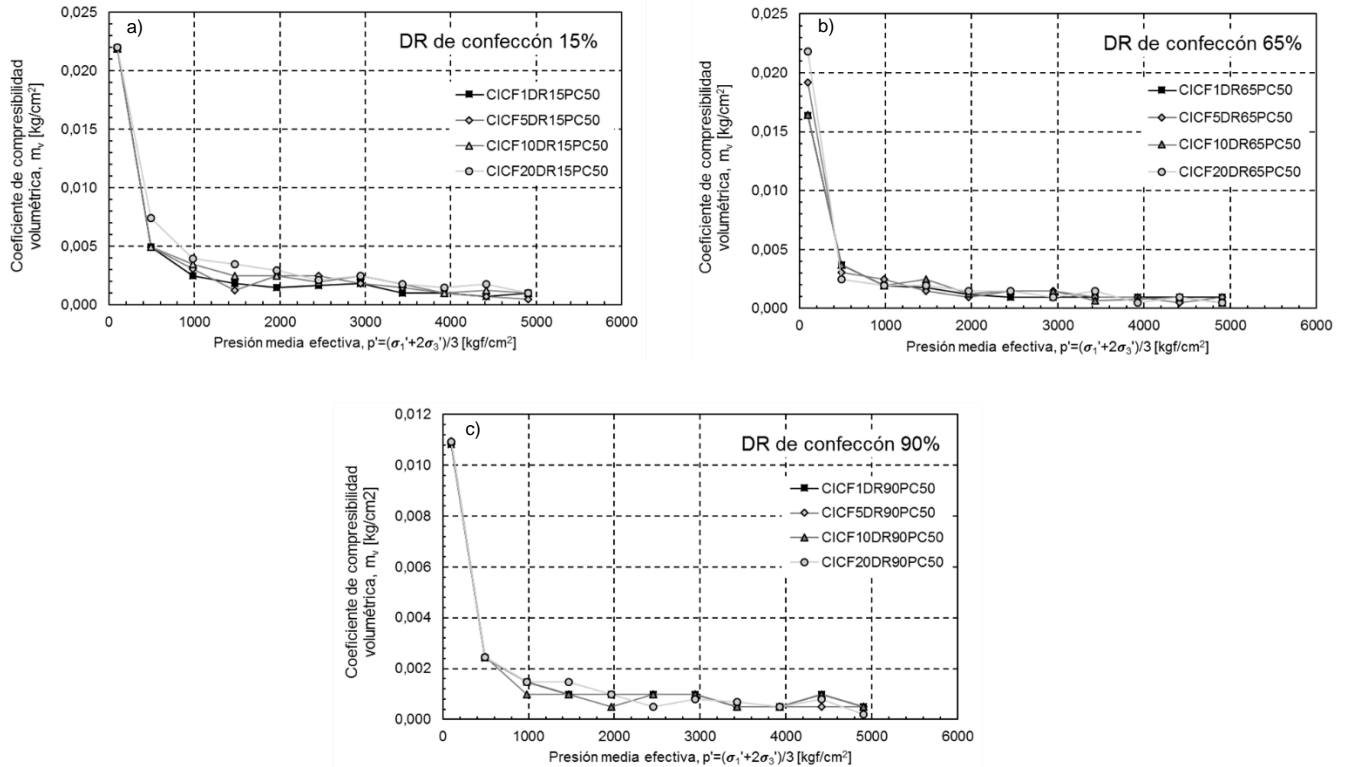 a)
DR de confeccón 15%
CICF1DR15PC50
CICF5DR15PC50
CICF10DR15PC50
CICF20DR15PC50
0,025
0,020
0,015
0,010
0,005
0,000
0 1000 2000 3000 4000 5000 6000
Coeficiente de compresibilidad
volumétrica, mv [kg/cm²]
Presión media efectiva, p'=(σ1'+2σ3')/3 [kgf/cm²]
b)
DR de confeccón 65%
CICF1DR65PC50
CICF5DR65PC50
CICF10DR65PC50
CICF20DR65PC50
0,025
0,020
0,015
0,010
0,005
0,000
0 1000 2000 3000 4000 5000 6000
Coeficiente de compresibilidad
volumétrica, mv [kg/cm²]
Presión media efectiva, p'=(σ1'+2σ3')/3 [kgf/cm²]
c)
DR de confeccón 90%
CICF1DR90PC50
CICF5DR90PC50
CICF10DR90PC50
CICF20DR90PC50
0,012
0,010
0,008
0,006
0,004
0,002
0,000
0 1000 2000 3000 4000 5000 6000
Coeficiente de compresibilidad
volumétrica, mv [kg/cm2]
Presión media efectiva, p'=(σ1'+2σ3')/3 [kgf/cm²]